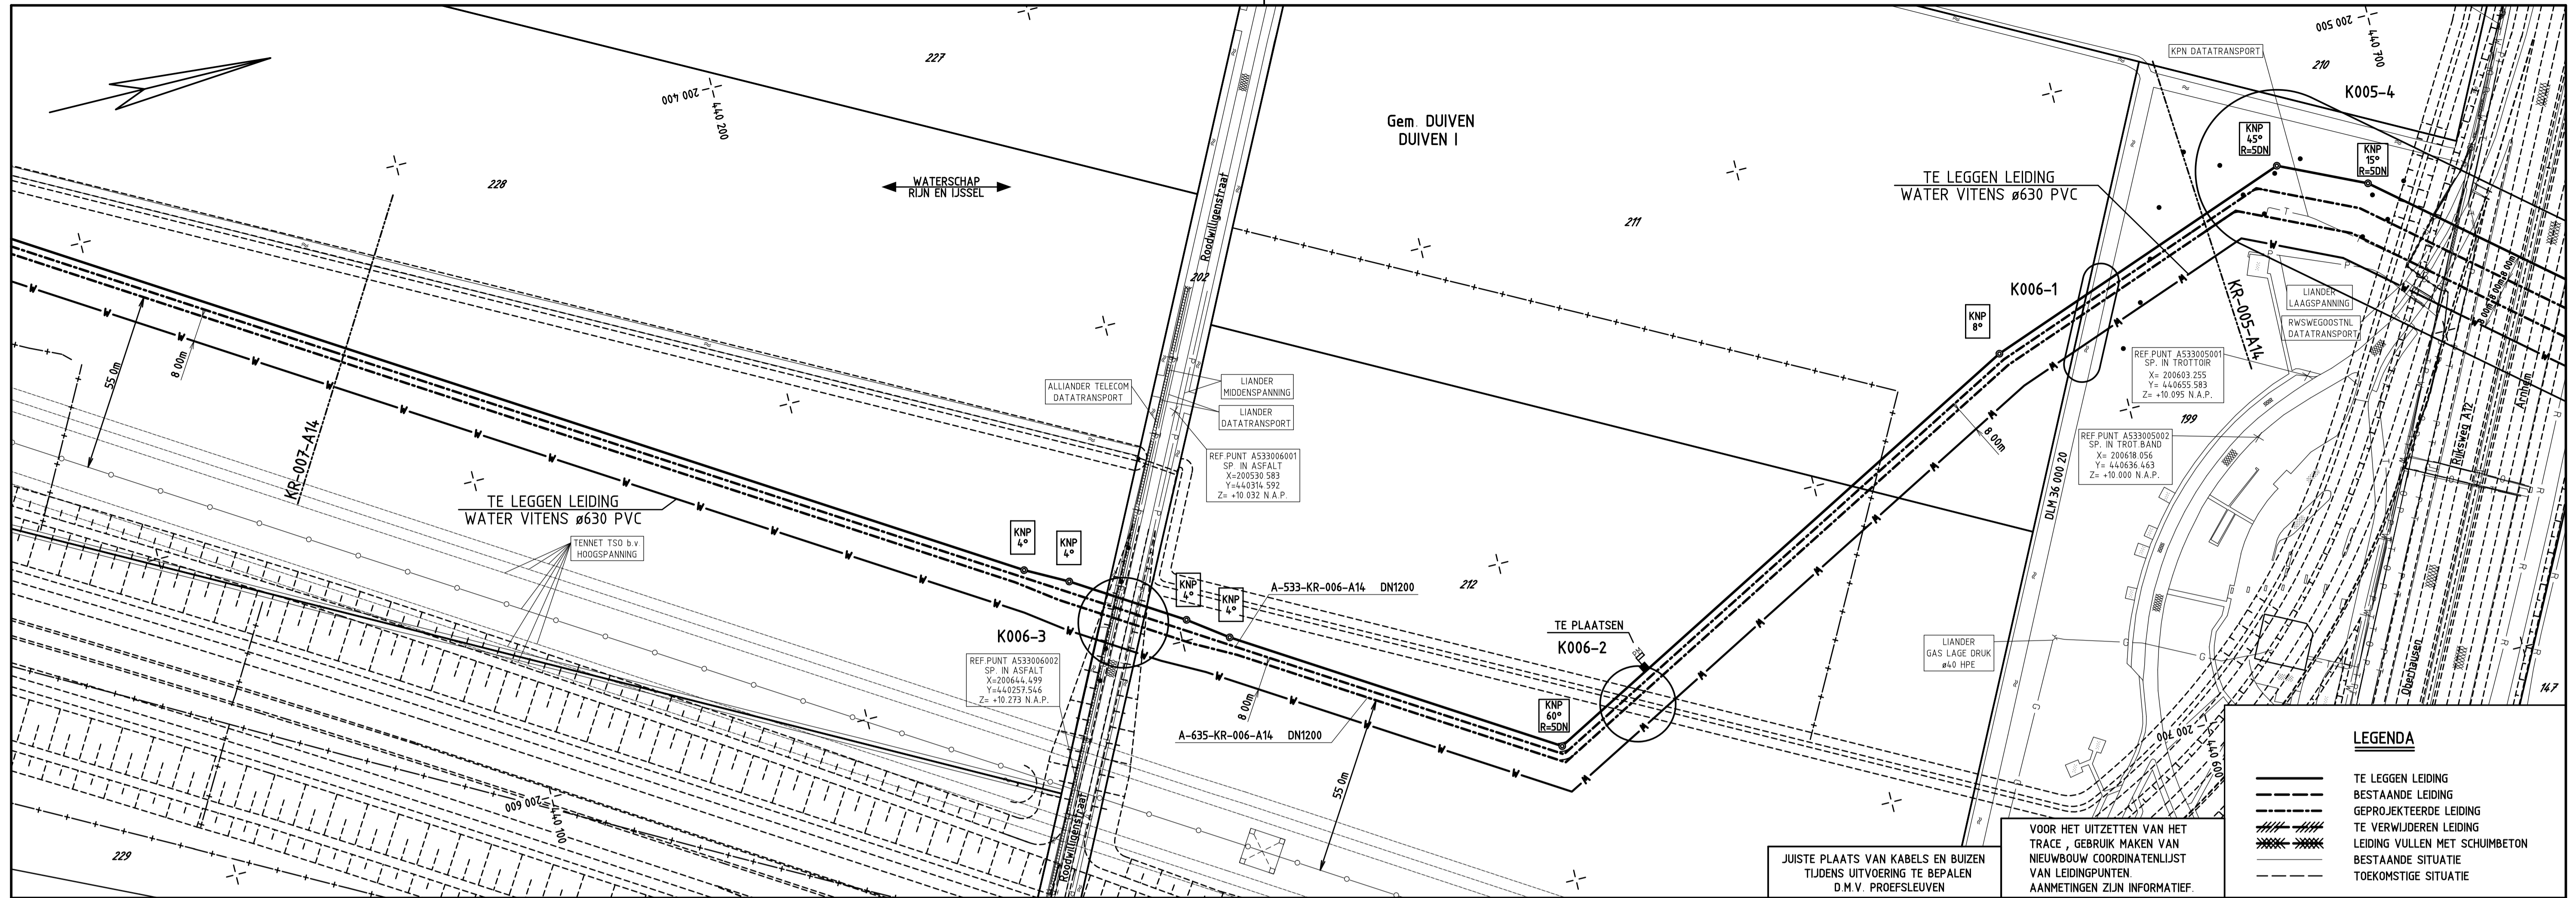 227
228
200 400
440 200
WATERSCHAP
RIJN EN IJSSEL
Roodwilligenstraat
202
Gem. DUIVEN
DUIVEN I
211
210
200 500
440 700
KPN DATATRANSPORT
K005-4
KNP
45°
R=5DN
KNP
15°
R=5DN
TE LEGGEN LEIDING
WATER VITENS ø630 PVC
K006-1
KNP
8°
KR-005-A14
LIANDER
LAAGSPANNING
RWSWEGOOSTNL
DATATRANSPORT
8.00m
8.00m
REF.PUNT A533005001
SP. IN TROTTOIR
X= 200603.255
Y= 440655.583
Z= +10.095 N.A.P.
199
REF.PUNT A533005002
SP. IN TROT.BAND
X= 200618.056
Y= 440636.463
Z= +10.000 N.A.P.
Arnhem
Rijksweg A12
Oberhausen
147
DLM 36 000 20
8 00m
55 0m
8 00m
KR-007-A14
TE LEGGEN LEIDING
WATER VITENS ø630 PVC
TENNET TSO b.v.
HOOGSPANNING
ALLIANDER TELECOM
DATATRANSPORT
LIANDER
MIDDENSPANNING
LIANDER
DATATRANSPORT
REF.PUNT A533006001
SP. IN ASFALT
X=200530 583
Y=440314 592
Z= +10 032 N.A.P.
KNP
4°
KNP
4°
KNP
4°
KNP
4°
K006-3
REF.PUNT A533006002
SP. IN ASFALT
X=200644.499
Y=440257.546
Z= +10.273 N.A.P.
A-533-KR-006-A14 DN1200
212
A-635-KR-006-A14 DN1200
8 00m
55 0m
TE PLAATSEN
K006-2
KNP
60°
R=5DN
LIANDER
GAS LAGE DRUK
ø40 HPE
200 700
440 600
200 600
440 100
229
Roodwilligenstraat
JUISTE PLAATS VAN KABELS EN BUIZEN
TIJDENS UITVOERING TE BEPALEN
D.M.V. PROEFSLEUVEN
VOOR HET UITZETTEN VAN HET
TRACE , GEBRUIK MAKEN VAN
NIEUWBOUW COORDINATENLIJST
VAN LEIDINGPUNTEN.
AANMETINGEN ZIJN INFORMATIEF.
LEGENDA
TE LEGGEN LEIDING
BESTAANDE LEIDING
GEPROJEKTEERDE LEIDING
TE VERWIJDEREN LEIDING
LEIDING VULLEN MET SCHUIMBETON
BESTAANDE SITUATIE
TOEKOMSTIGE SITUATIE